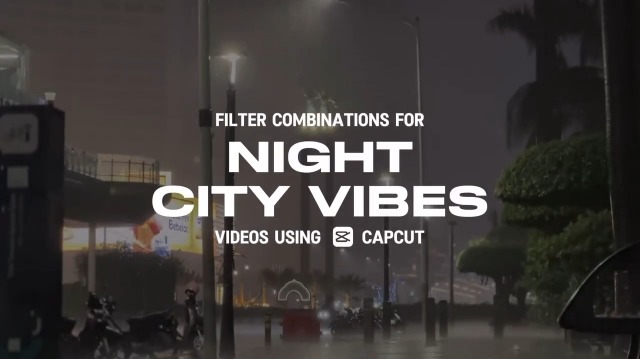 FILTER COMBINATIONS FOR
NIGHT
CITY VIBES
VIDEOS USING CAPCUT